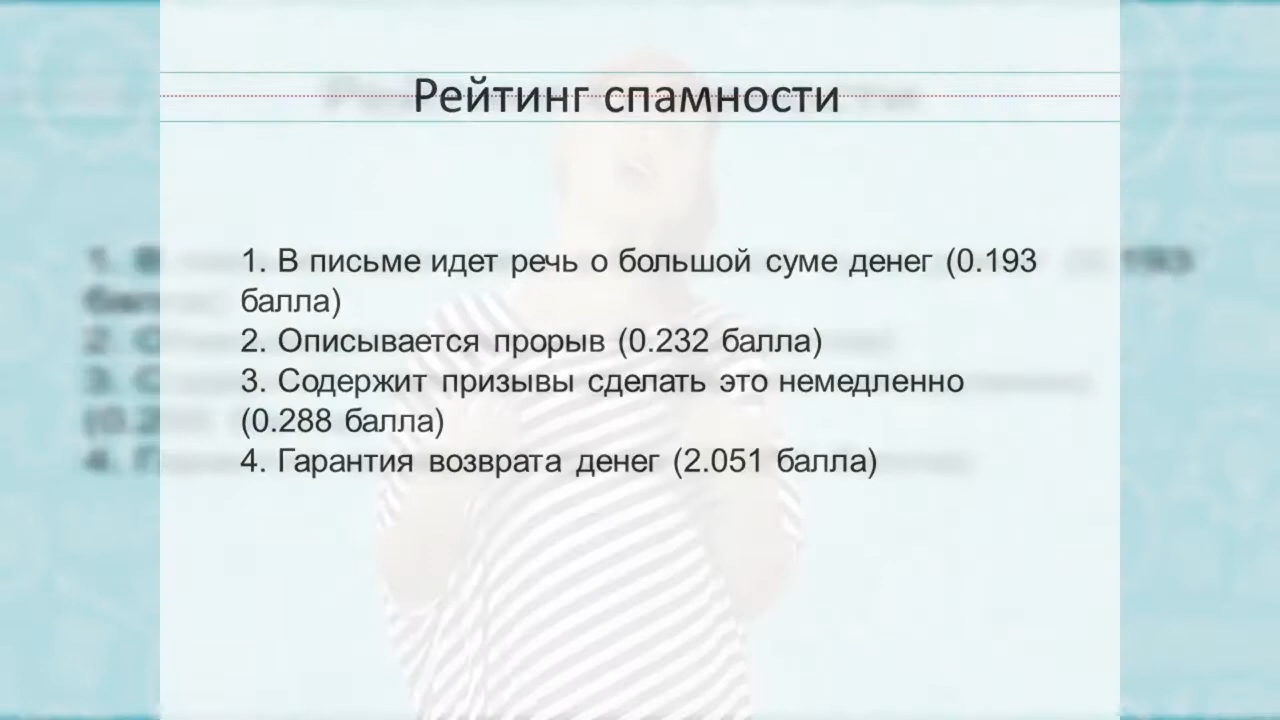 Рейтинг спамности
1. В письме идет речь о большой суме денег (0.193
балла)
2. Описывается прорыв (0.232 балла)
3. Содержит призывы сделать это немедленно
(0.288 балла)
4. Гарантия возврата денег (2.051 балла)